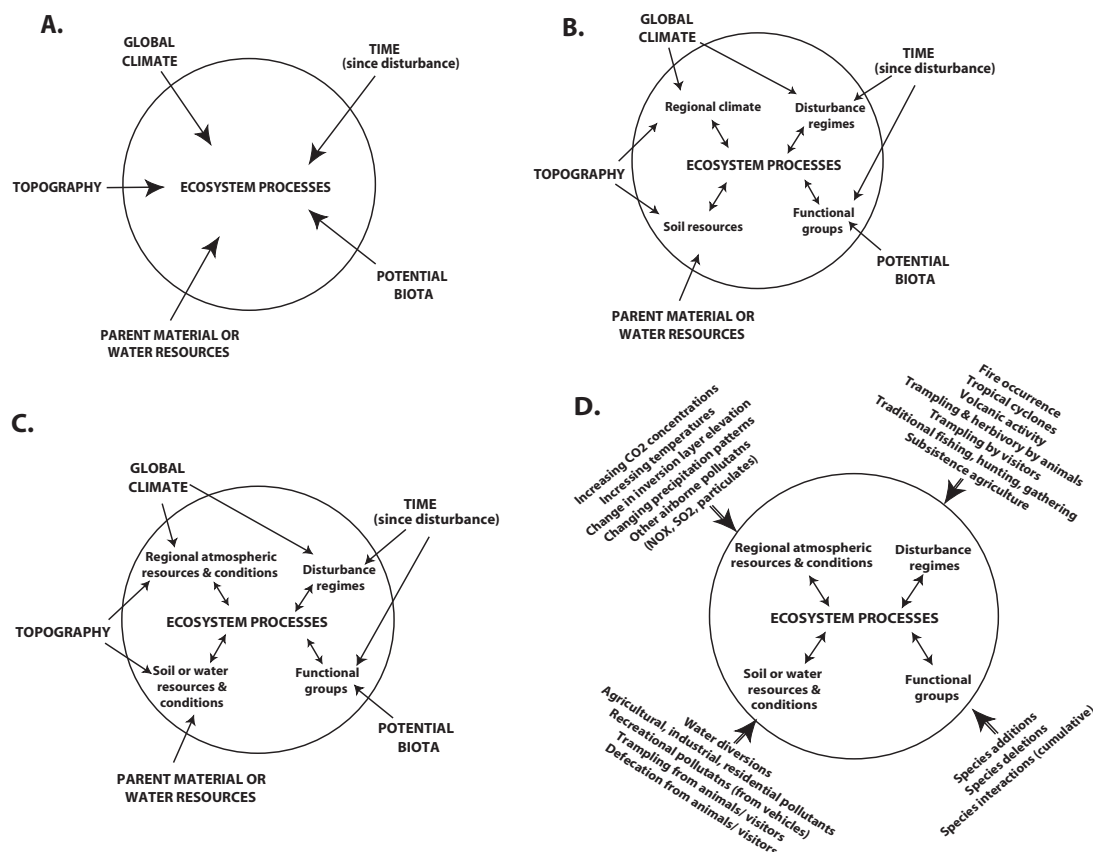 A.
GLOBAL
CLIMATE
TIME
(since disturbance)
TOPOGRAPHY
ECOSYSTEM PROCESSES
POTENTIAL
BIOTA
PARENT MATERIAL OR
WATER RESOURCES
B.
GLOBAL
CLIMATE
TIME
(since disturbance)
Regional climate
Disturbance
regimes
TOPOGRAPHY
ECOSYSTEM PROCESSES
Soil resources
Functional
groups
POTENTIAL
BIOTA
PARENT MATERIAL OR
WATER RESOURCES
C.
GLOBAL
CLIMATE
TIME
(since disturbance)
Regional atmospheric
resources & conditions
Disturbance
regimes
TOPOGRAPHY
ECOSYSTEM PROCESSES
Soil or water
resources &
conditions
Functional
groups
POTENTIAL
BIOTA
PARENT MATERIAL OR
WATER RESOURCES
D.
Increasing CO2 concentrations
Increasing temperatures
Change in inversion layer elevation
Changing precipitation patterns
Other airborne pollutatns
(NOX, SO2, particulates)
Fire occurrence
Tropical cyclones
Volcanic activity
Trampling & herbivory by animals
Trampling by visitors
Traditional fishing, hunting, gathering
Subsistence agriculture
Regional atmospheric
resources & conditions
Disturbance
regimes
ECOSYSTEM PROCESSES
Soil or water
resources &
conditions
Functional
groups
Water diversions
Agricultural, industrial, residential pollutants
Recreational pollutatns (from vehicles)
Trampling from animals/ visitors
Defecation from animals/ visitors
Species additions
Species deletions
Species interactions (cumulative)